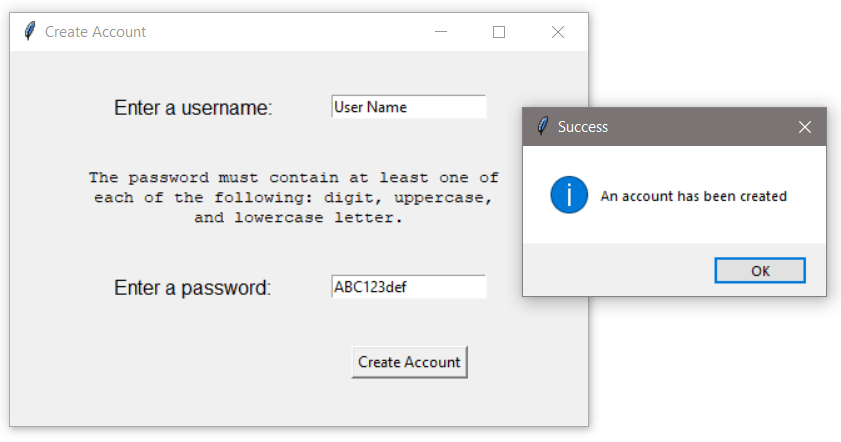 Create Account
Enter a username:
User Name
The password must contain at least one of
each of the following: digit, uppercase,
and lowercase letter.
Enter a password:
ABC123def
Create Account
Success
An account has been created
OK